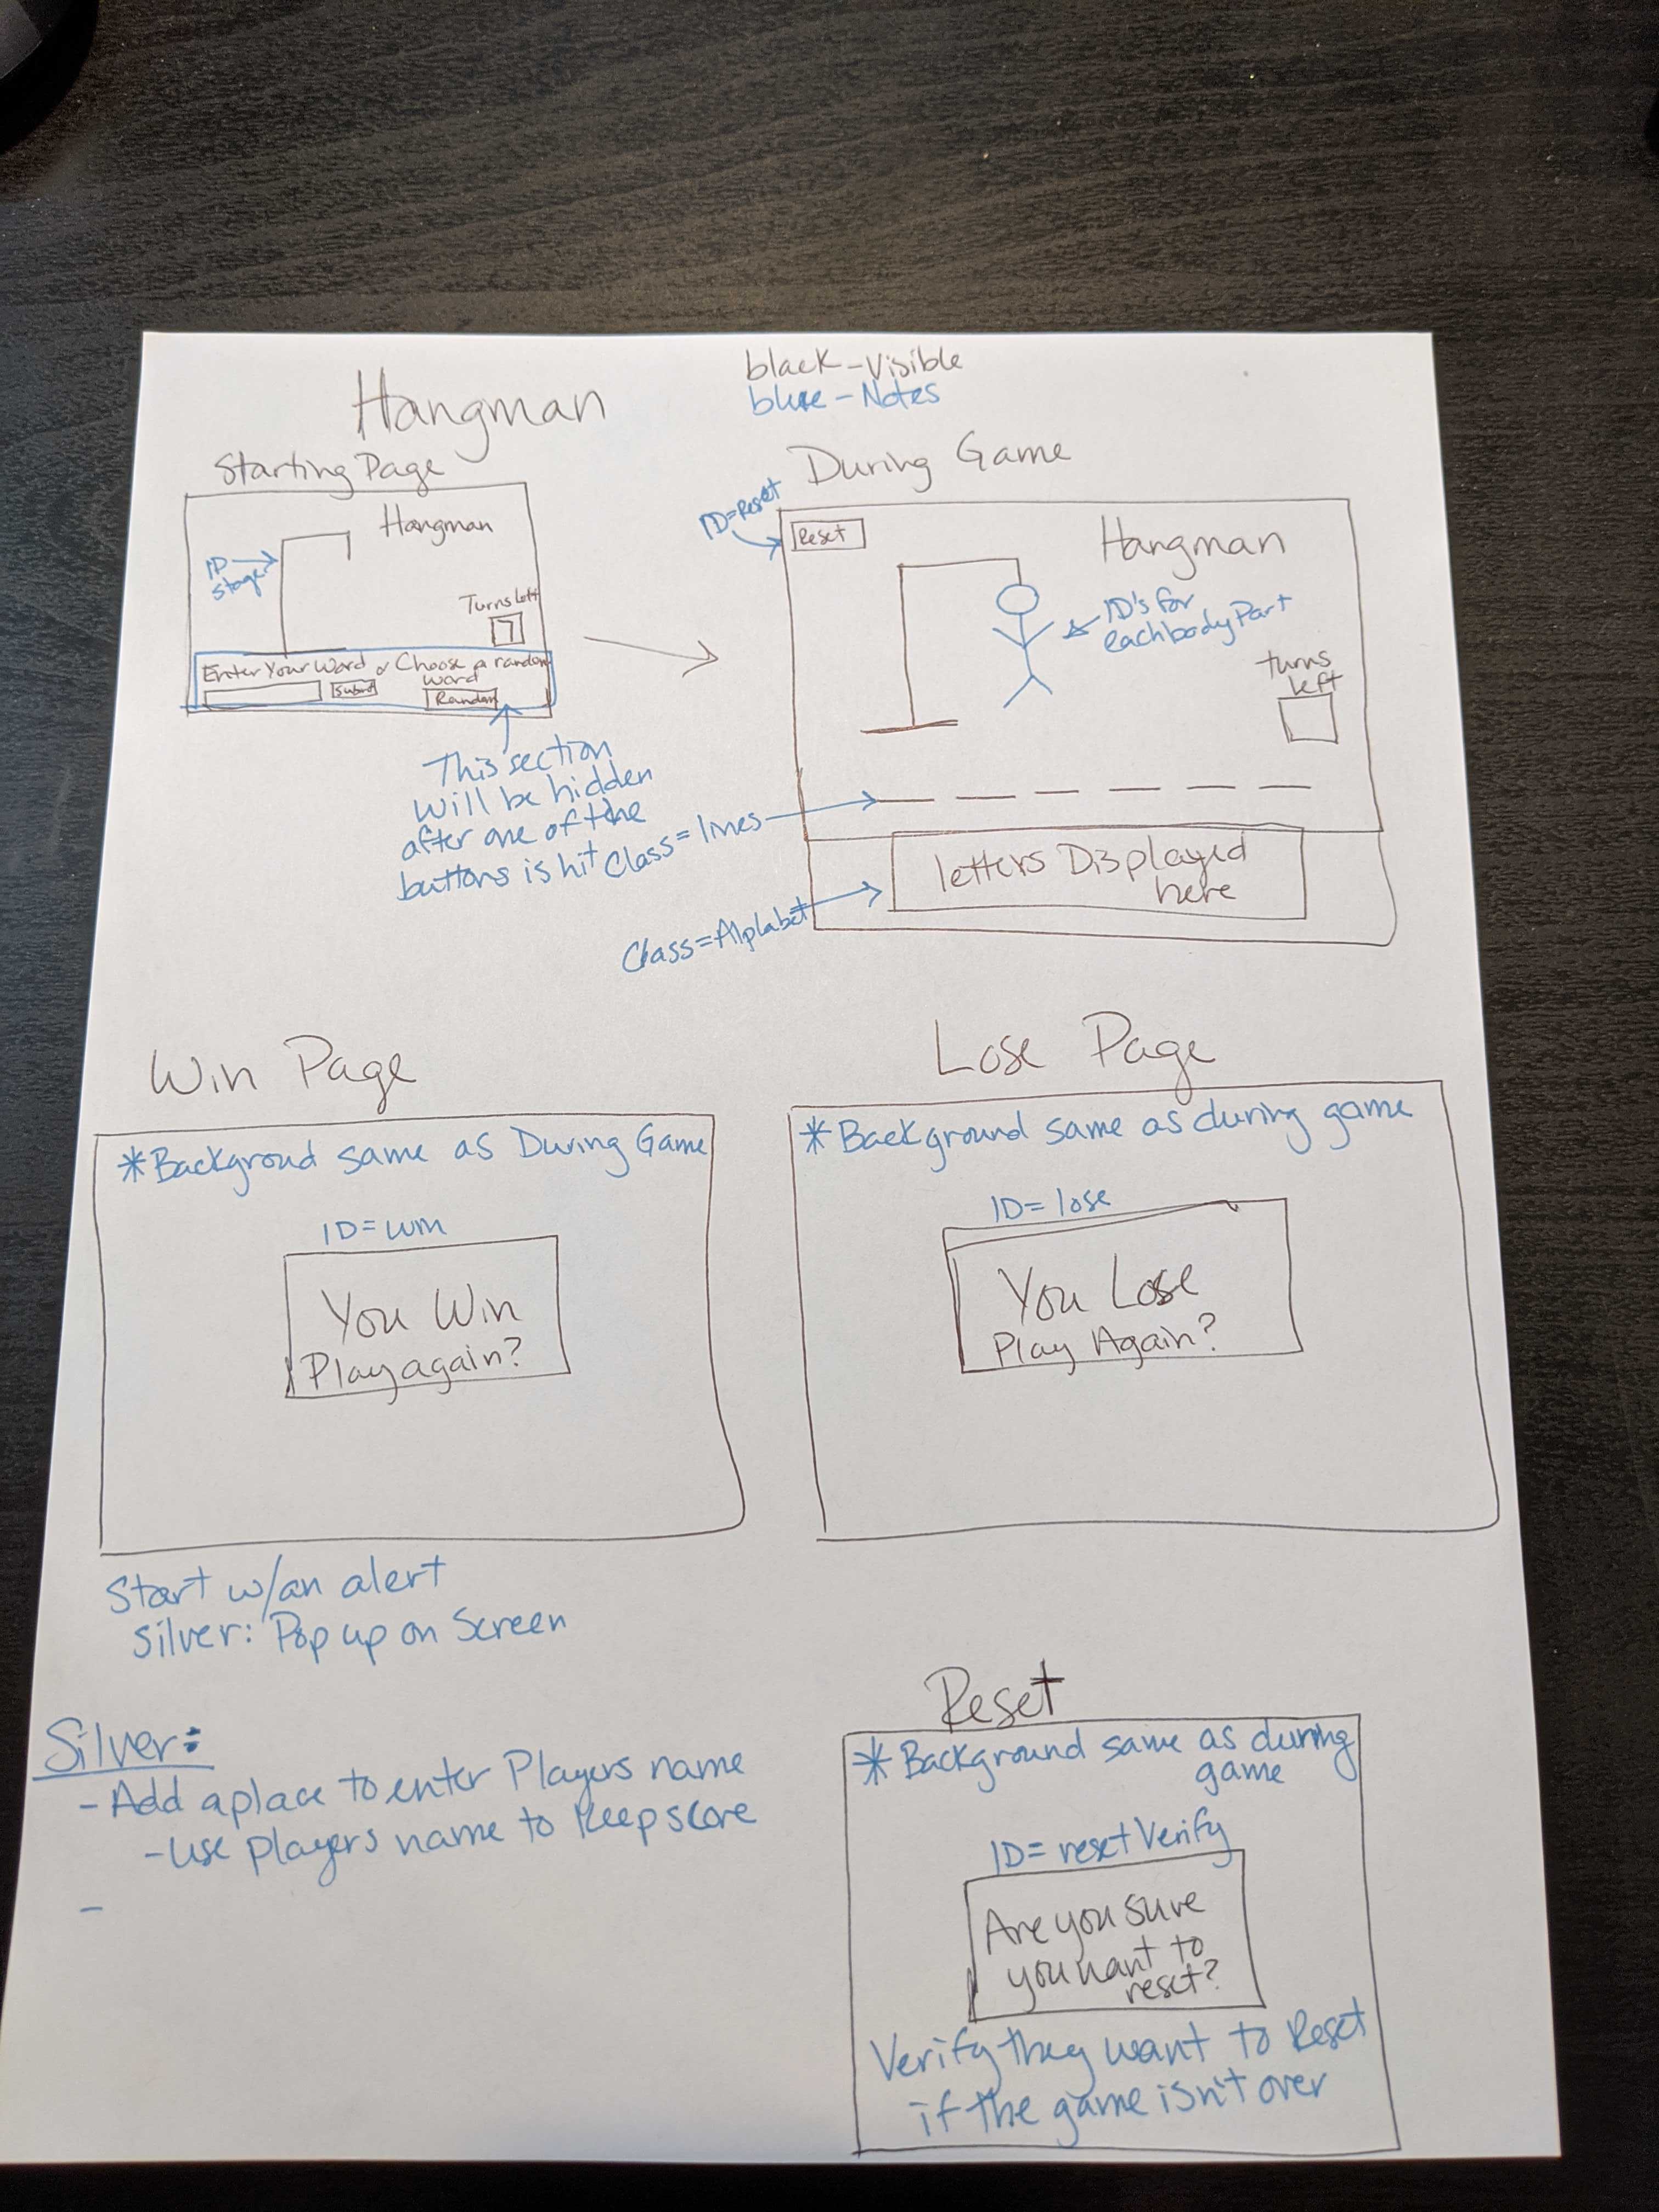 Hangman
black - Visible
blue - Notes
Starting Page
Hangman
ID
stage
Turns Left
7
Enter Your Word or Choose a random
word
Submit
Random
This section
will be hidden
after one of the
buttons is hit
During Game
ID=Reset
Reset
Hangman
ID's for
each body Part
turns
left
Class = lines
letters Displayed
here
Class=Alplabet
Win Page
*Backgroud same as During Game
ID= win
You Win
Play again?
Start w/an alert
silver: Pop up on Screen
Lose Page
*Background same as during game
ID= lose
You Lose
Play Again?
Silver:
- Add a place to enter Players name
- use players name to keep score
-
Reset
*Background same as during
game
ID= reset Verify
Are you sure
you want to
reset?
Verify they want to Reset
if the game isn't over